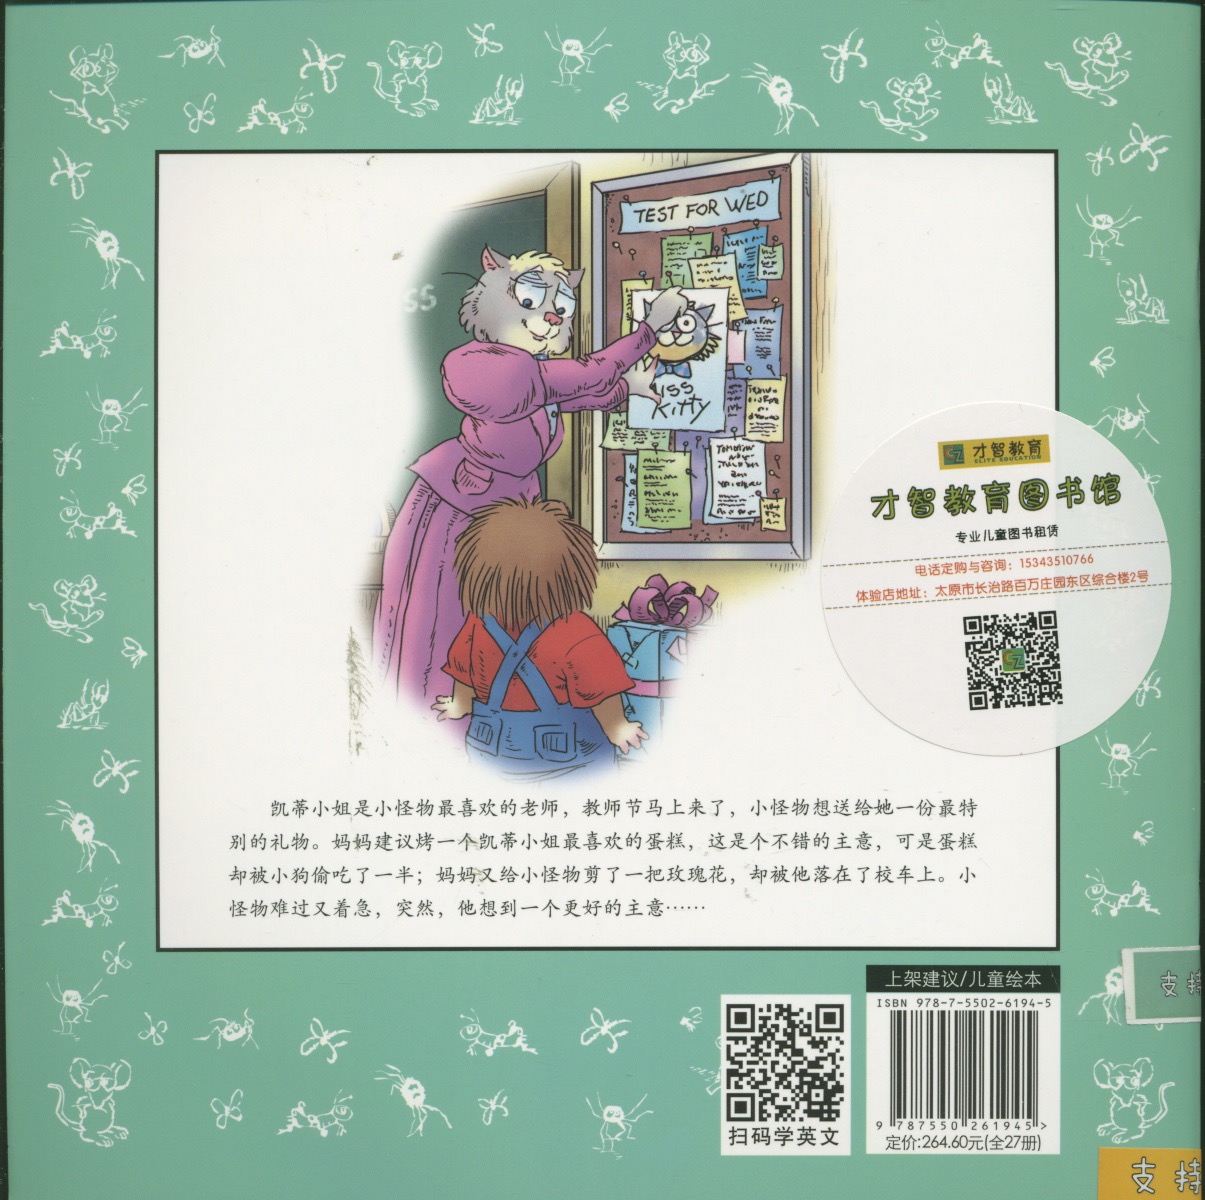 TEST FOR WED
SS
ISS
Kitty
才智教育
ELITE EDUCATION
才智教育图书馆
专业儿童图书租赁
电话定购与咨询：15343510766
体验店地址：太原市长治路百万庄园东区综合楼2号
凯蒂小姐是小怪物最喜欢的老师，教师节马上来了，小怪物想送给她一份最特
别的礼物。妈妈建议烤一个凯蒂小姐最喜欢的蛋糕，这是个不错的主意，可是蛋糕
却被小狗偷吃了一半；妈妈又给小怪物剪了一把玫瑰花，却被他落在了校车上。小
怪物难过又着急，突然，他想到一个更好的主意……
上架建议/儿童绘本
ISBN 978-7-5502-6194-5
9 787550 261945 >
定价:264.60元(全27册)
扫码学英文
支持
支持